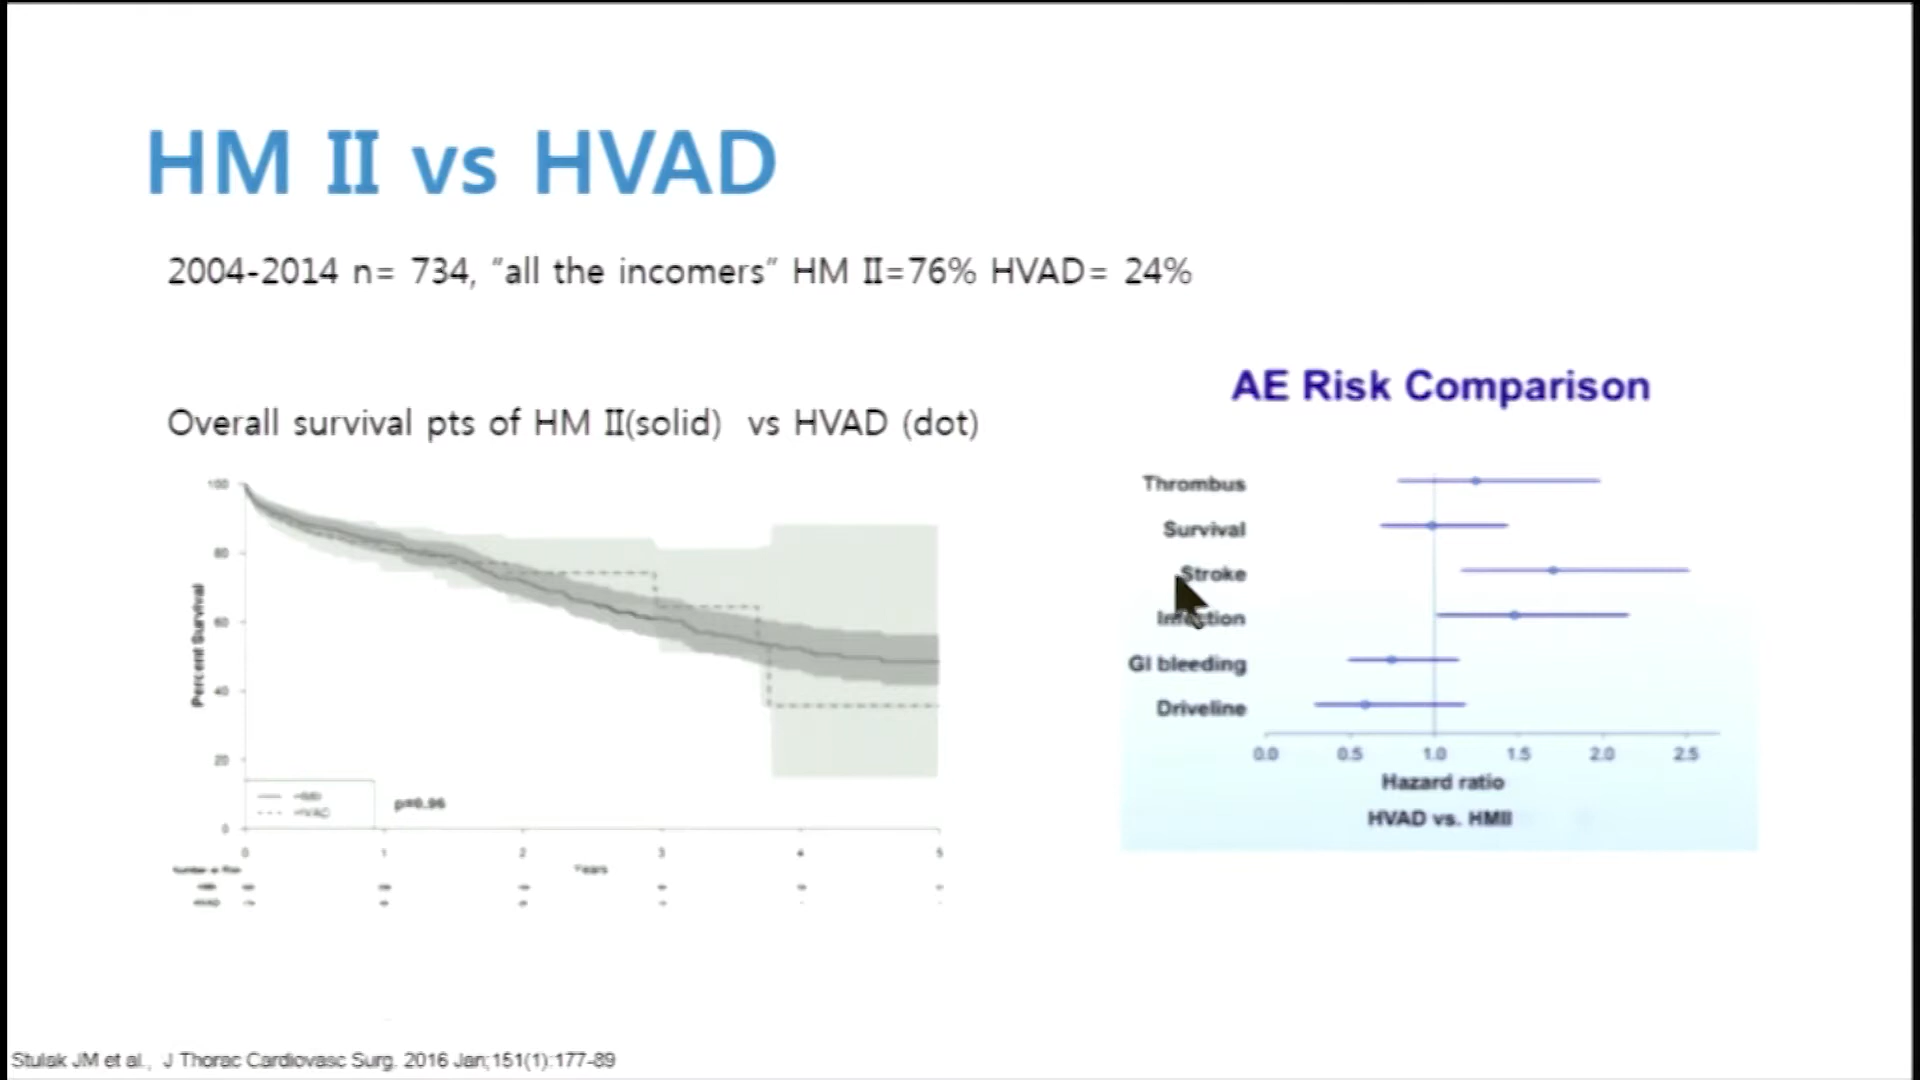 HM II vs HVAD
2004-2014 n= 734, "all the incomers" HM II=76% HVAD= 24%
Overall survival pts of HM II(solid) vs HVAD (dot)
100
80
60
40
20
0
Percent Survival
HVAD
p=0.96
0 1 2 3 4 5
Years
AE Risk Comparison
Thrombus
Survival
Stroke
Infection
GI bleeding
Driveline
0.0 0.5 1.0 1.5 2.0 2.5
Hazard ratio
HVAD vs. HMII
Stulak JM et al., J Thorac Cardiovasc Surg. 2016 Jan;151(1):177-89